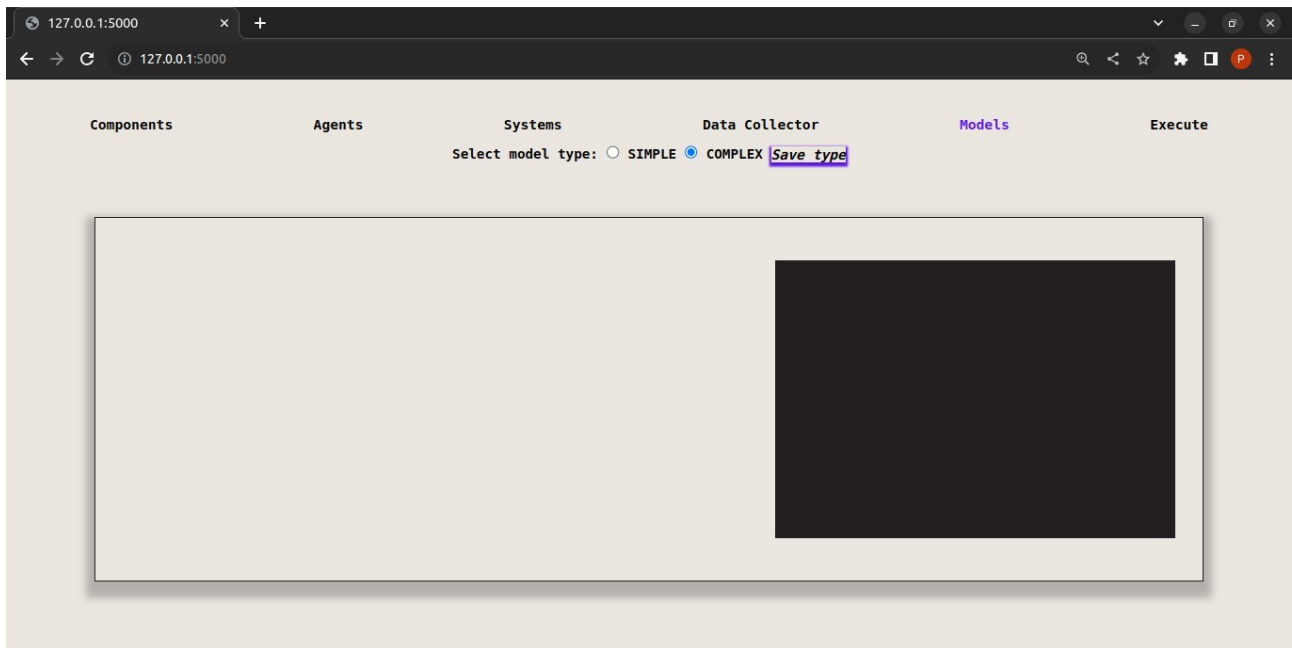 127.0.0.1:5000
127.0.0.1:5000
P
Components Agents Systems Data Collector Models Execute
Select model type: SIMPLE COMPLEX Save type